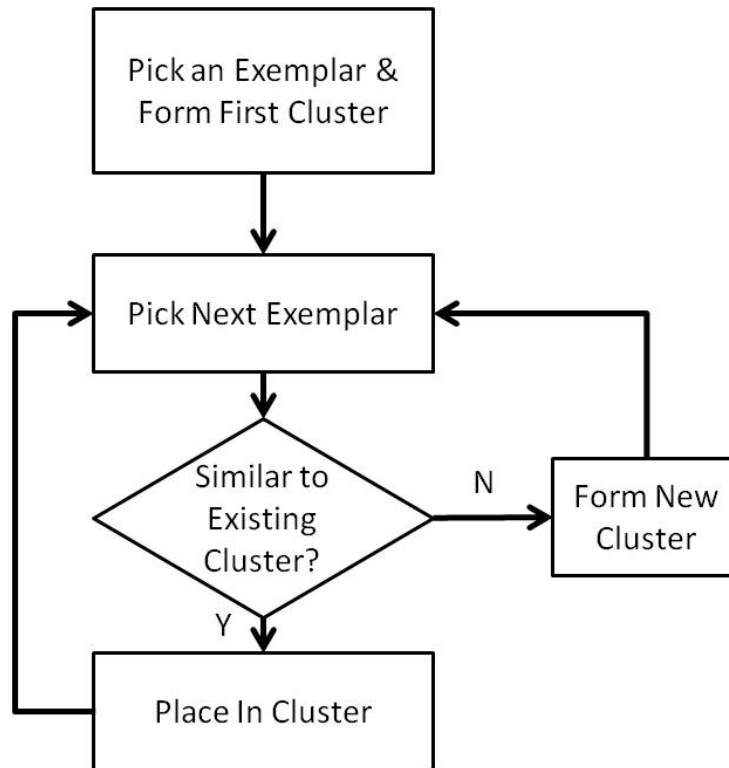 Pick an Exemplar &
Form First Cluster
Pick Next Exemplar
Similar to
Existing
Cluster?
N
Form New
Cluster
Y
Place In Cluster